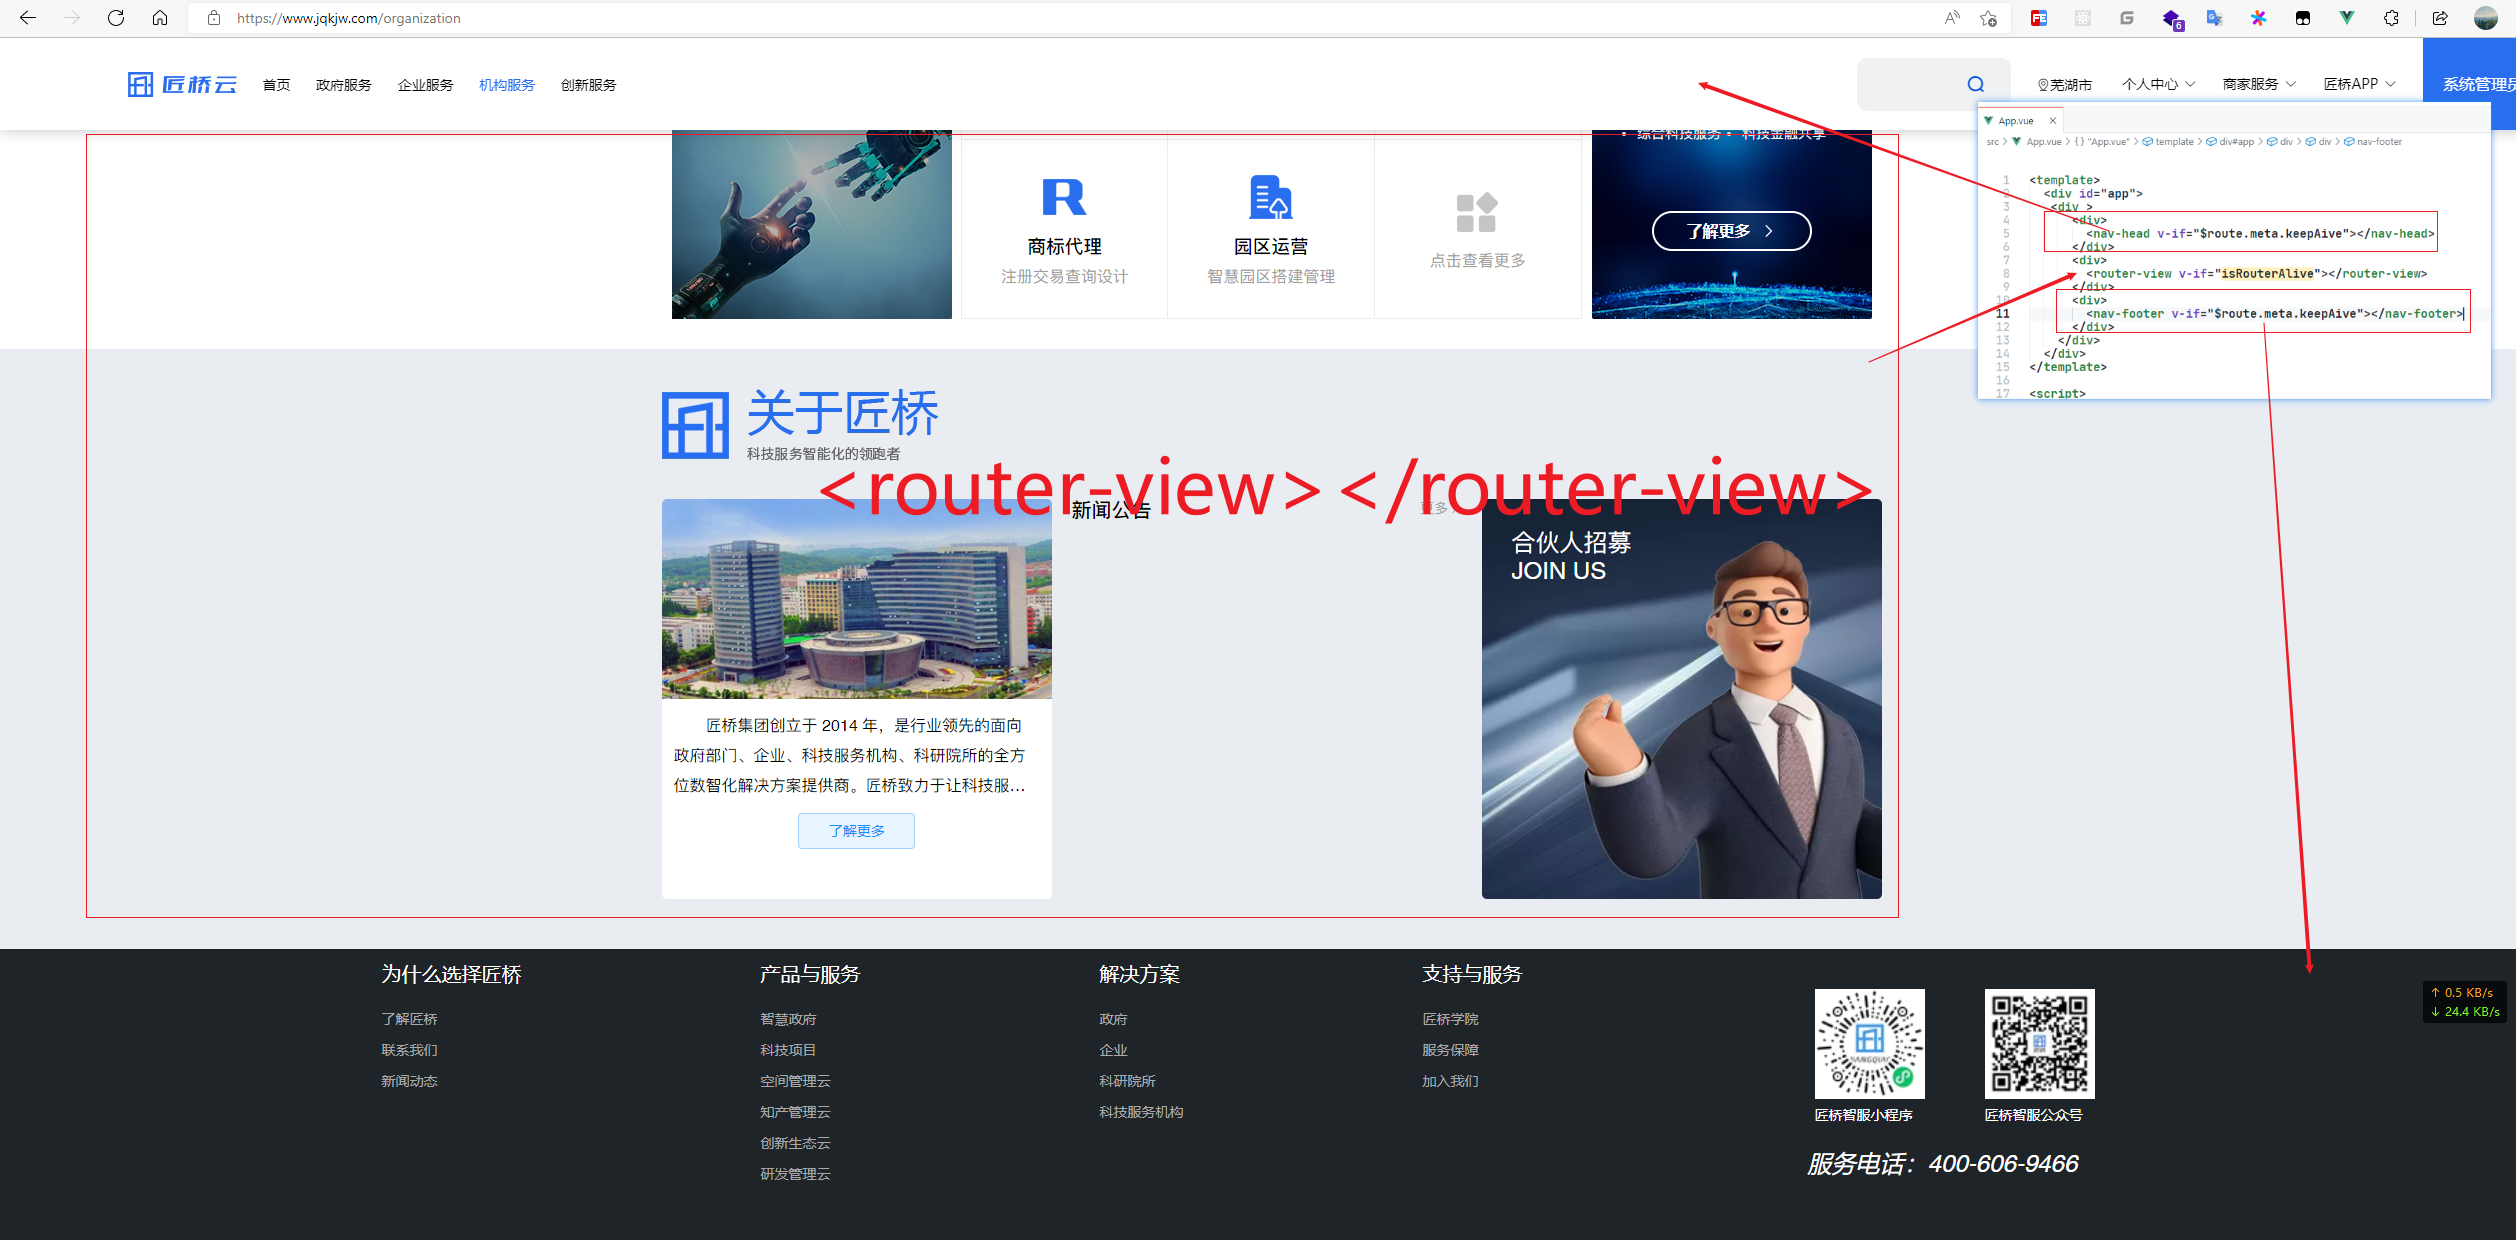 https://www.jqkjw.com/organization
匠桥云
首页
政府服务
企业服务
机构服务
创新服务
芜湖市
个人中心
商家服务
匠桥APP
系统管理员
App.vue
src > App.vue > {} "App.vue" > template > div#app > div > div > nav-footer
1 <template>
2 <div id="app">
3 <div >
4 <div>
5 <nav-head v-if="$route.meta.keepAive"></nav-head>
6 </div>
7 <div>
8 <router-view v-if="isRouterAlive"></router-view>
9 </div>
10 <div>
11 <nav-footer v-if="$route.meta.keepAive"></nav-footer>
12 </div>
13 </div>
14 </div>
15 </template>
16
17 <script>
• 综合科技服务 • 科技金融共享
商标代理
注册交易查询设计
园区运营
智慧园区搭建管理
点击查看更多
了解更多
关于匠桥
科技服务智能化的领跑者
<router-view></router-view>
新闻公告
更多
合伙人招募
JOIN US
匠桥集团创立于 2014 年，是行业领先的面向
政府部门、企业、科技服务机构、科研院所的全方
位数智化解决方案提供商。匠桥致力于让科技服...
了解更多
为什么选择匠桥
了解匠桥
联系我们
新闻动态
产品与服务
智慧政府
科技项目
空间管理云
知产管理云
创新生态云
研发管理云
解决方案
政府
企业
科研院所
科技服务机构
支持与服务
匠桥学院
服务保障
加入我们
匠桥智服小程序
匠桥智服公众号
服务电话：400-606-9466
↑ 0.5 KB/s
↓ 24.4 KB/s